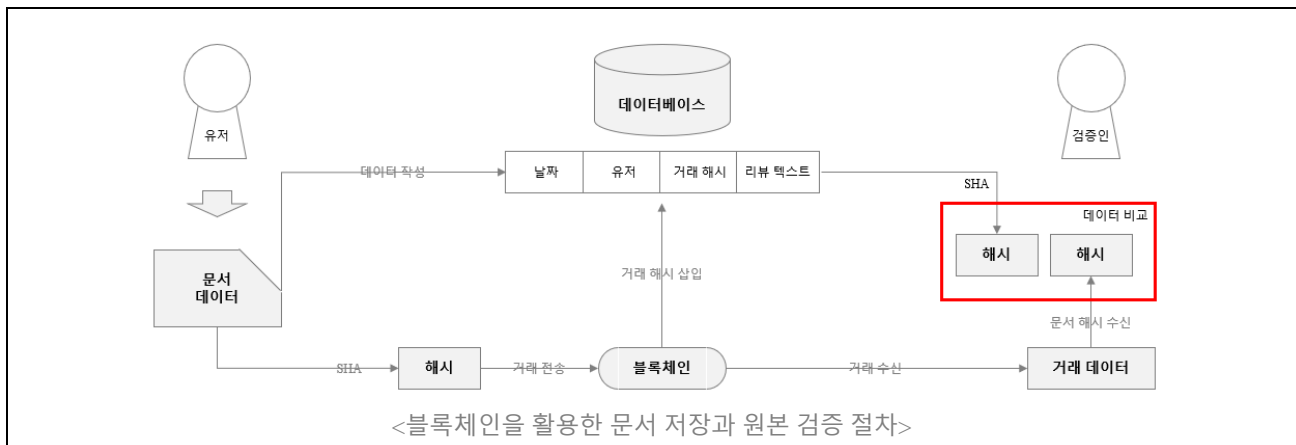 데이터베이스
유저
검증인
데이터 작성
날짜
유저
거래 해시
리뷰 텍스트
SHA
데이터 비교
해시
해시
문서
데이터
거래 해시 삽입
문서 해시 수신
SHA
해시
거래 전송
블록체인
거래 수신
거래 데이터
<블록체인을 활용한 문서 저장과 원본 검증 절차>